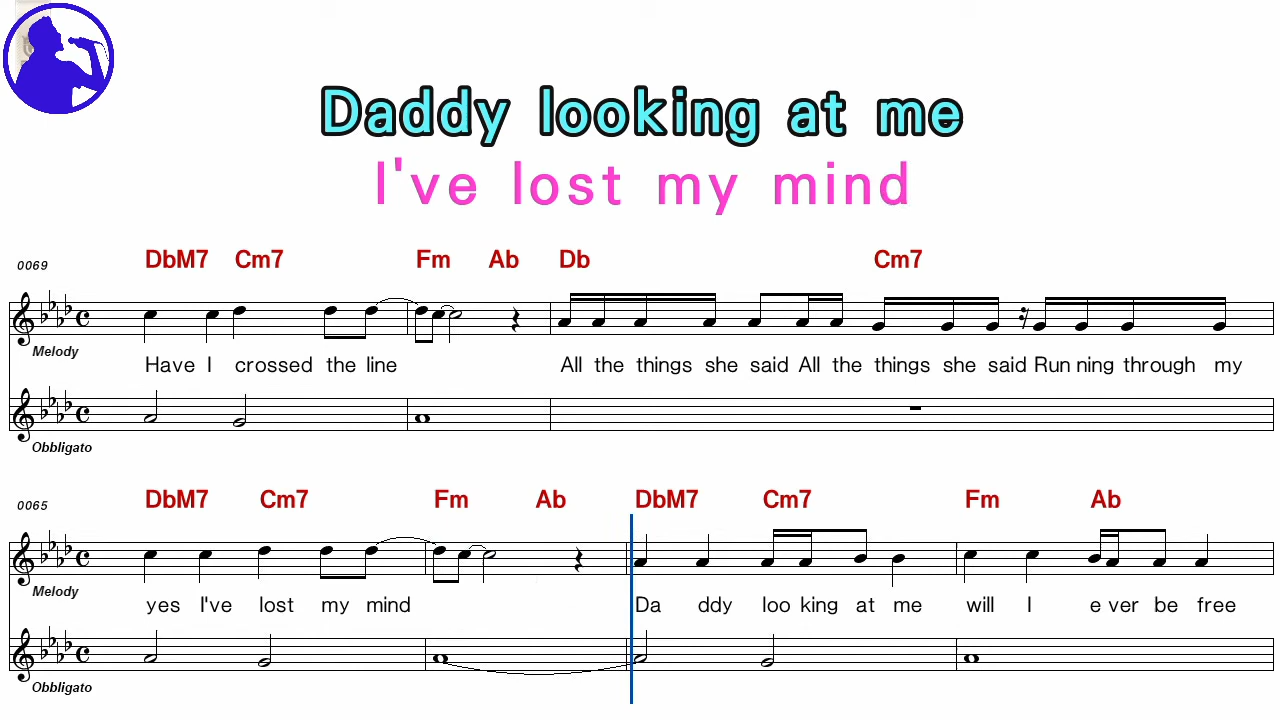 Daddy looking at me
I've lost my mind
DbM7 Cm7 Fm Ab Db Cm7
0069
Melody
Have I crossed the line All the things she said All the things she said Run ning through my
Obbligato
DbM7 Cm7 Fm Ab DbM7 Cm7 Fm Ab
0065
Melody
yes I've lost my mind Da ddy loo king at me will I e ver be free
Obbligato